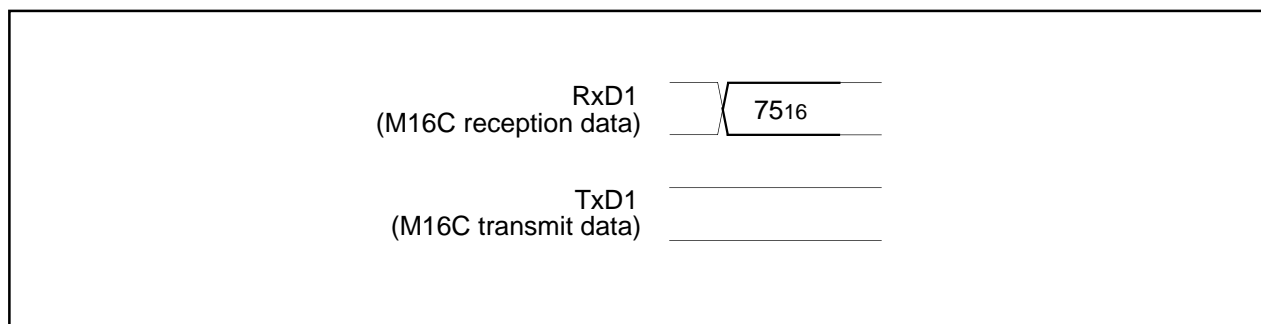 RxD1
(M16C reception data)
7516
TxD1
(M16C transmit data)